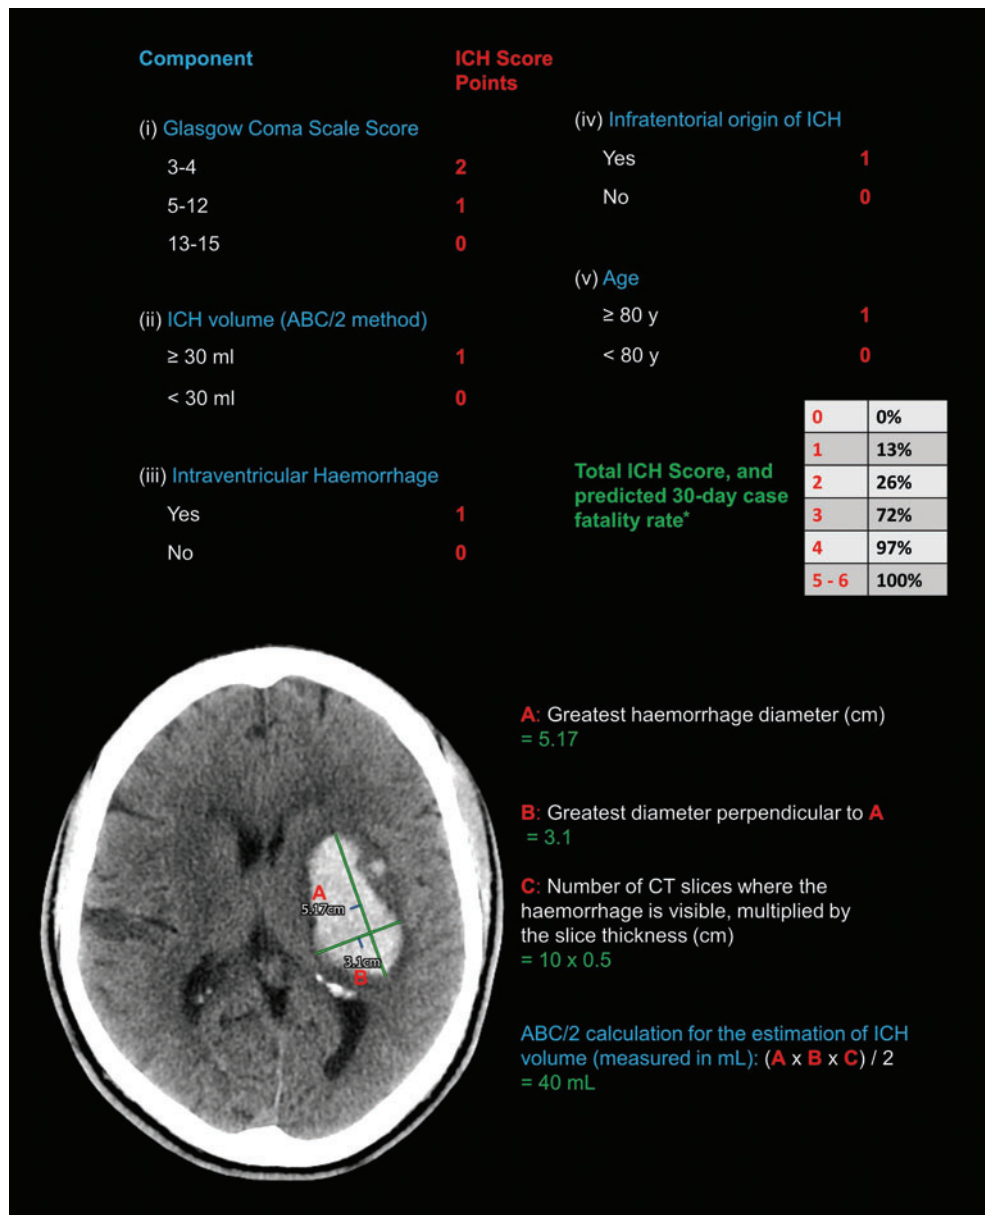 Component ICH Score
Points
(i) Glasgow Coma Scale Score
3-4 2
5-12 1
13-15 0
(ii) ICH volume (ABC/2 method)
≥ 30 ml 1
< 30 ml 0
(iii) Intraventricular Haemorrhage
Yes 1
No 0
(iv) Infratentorial origin of ICH
Yes 1
No 0
(v) Age
≥ 80 y 1
< 80 y 0
Total ICH Score, and
predicted 30-day case
fatality rate*
0 0%
1 13%
2 26%
3 72%
4 97%
5 - 6 100%
A
5.17cm
3.1cm
B
A: Greatest haemorrhage diameter (cm)
= 5.17
B: Greatest diameter perpendicular to A
= 3.1
C: Number of CT slices where the
haemorrhage is visible, multiplied by
the slice thickness (cm)
= 10 x 0.5
ABC/2 calculation for the estimation of ICH
volume (measured in mL): (A x B x C) / 2
= 40 mL